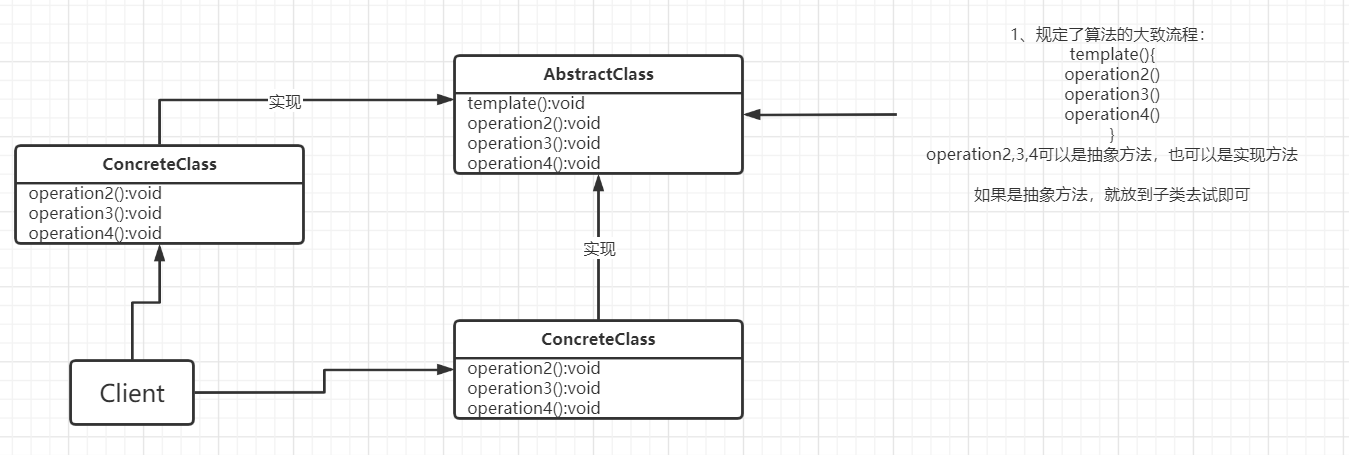 1、规定了算法的大致流程：
template(){
operation2()
operation3()
operation4()
}
operation2,3,4可以是抽象方法，也可以是实现方法
如果是抽象方法，就放到子类去试即可
AbstractClass
template():void
operation2():void
operation3():void
operation4():void
实现
ConcreteClass
operation2():void
operation3():void
operation4():void
实现
ConcreteClass
operation2():void
operation3():void
operation4():void
Client